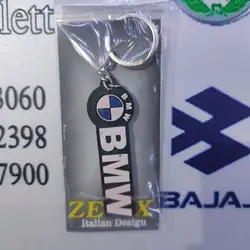 lett
3060
2398
7900
BMW
BMW
ZE X
Italian Design
BAJAJ